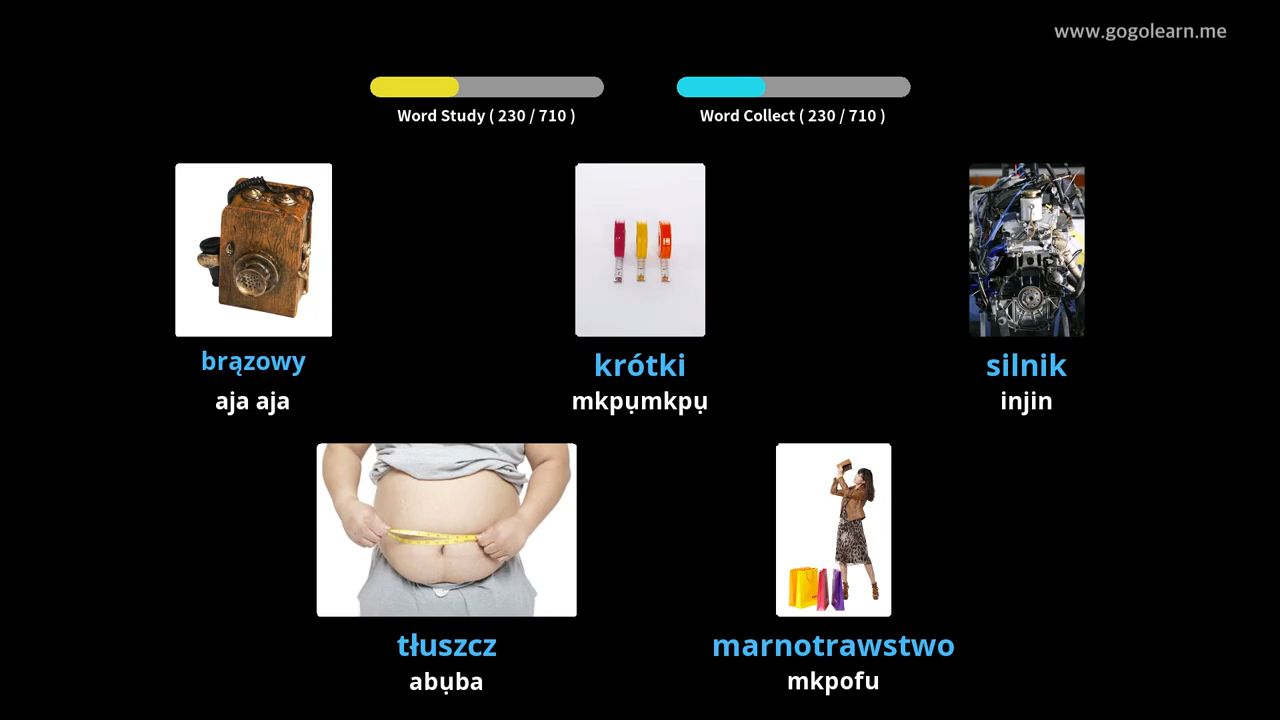 www.gogolearn.me
Word Study ( 230 / 710 )
Word Collect ( 230 / 710 )
brązowy
aja aja
krótki
mkpụmkpụ
silnik
injin
tłuszcz
abụba
marnotrawstwo
mkpofu